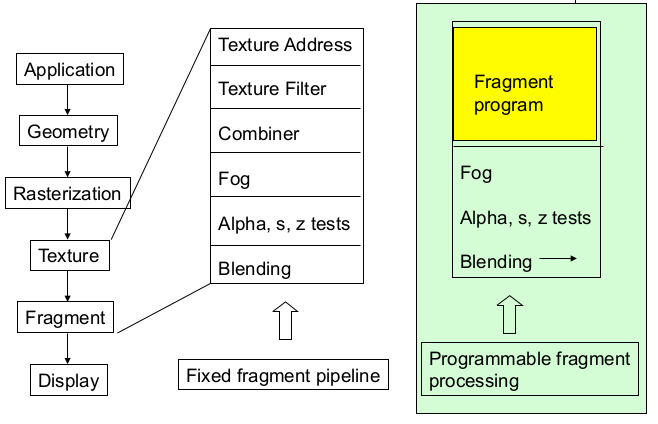 Application
Geometry
Rasterization
Texture
Fragment
Display
Texture Address
Texture Filter
Combiner
Fog
Alpha, s, z tests
Blending
Fixed fragment pipeline
Fragment
program
Fog
Alpha, s, z tests
Blending
Programmable fragment
processing